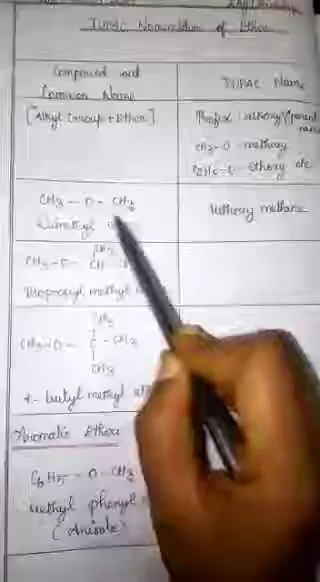 IUPAC Nomenclature of Ethers
Compound and
Common Name
IUPAC Name
[Alkyl Group + Ether]
Prefix (alkoxy)
CH3-O- methoxy
C2H5-O- ethoxy etc
CH3 - O - CH3
Dimethyl
Methoxy methane
CH3
CH3-O- CH
Isopropyl methyl
CH3
CH3-O- C - CH3
CH3
t-butyl methyl
Aromatic Ethers
C6H5 - O - CH3
methyl phenyl
(Anisole)